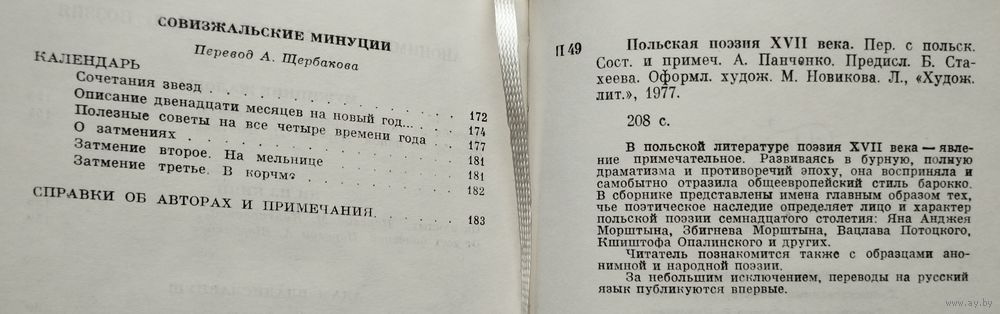 СОВИЗЖАЛЬСКИЕ МИНУЦИИ
Перевод А. Щербакова
КАЛЕНДАРЬ
Сочетания звезд . . . . . . . . . . 172
Описание двенадцати месяцев на новый год. . . . 174
Полезные советы на все четыре времени года . . 177
О затмениях . . . . . . . . . . . 181
Затмение второе. На мельнице . . . . . . 181
Затмение третье. В корчме . . . . . . . 182
СПРАВКИ ОБ АВТОРАХ И ПРИМЕЧАНИЯ. . . . . . 183
П 49
Польская поэзия XVII века. Пер. с польск.
Сост. и примеч. А. Панченко. Предисл. Б. Ста-
хеева. Оформл. худож. М. Новикова. Л., «Худож.
лит.», 1977.
208 с.
В польской литературе поэзия XVII века — явле-
ние примечательное. Развиваясь в бурную, полную
драматизма и противоречий эпоху, она восприняла и
самобытно отразила общеевропейский стиль барокко.
В сборнике представлены имена главным образом тех,
чье поэтическое наследие определяет лицо и характер
польской поэзии семнадцатого столетия: Яна Анджея
Морштына, Збигнева Морштына, Вацлава Потоцкого,
Кшиштофа Опалинского и других.
Читатель познакомится также с образцами ано-
нимной и народной поэзии.
За небольшим исключением, переводы на русский
язык публикуются впервые.
www.ay.by